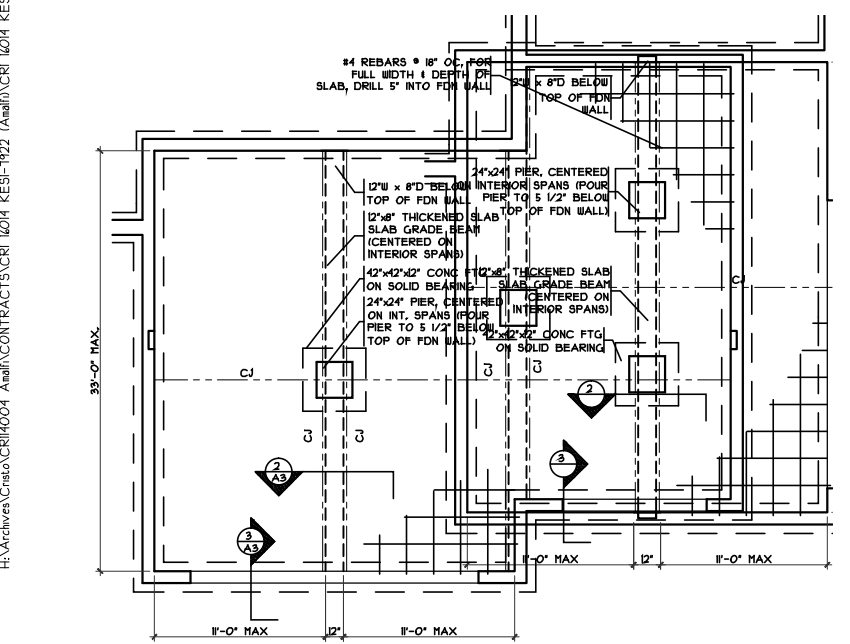 H:\Archives\Cristo\CRI14004 Amalfi\CONTRACTS\CRI 16014 KESI-7922 (Amalfi)\CRI 16014 KES
#4 REBARS @ 18" OC, FOR
FULL WIDTH & DEPTH OF
SLAB, DRILL 5" INTO FDN WALL
12"W x 8"D BELOW
TOP OF FDN
WALL
24"x24" PIER, CENTERED
ON INTERIOR SPANS (POUR
PIER TO 5 1/2" BELOW
TOP OF FDN WALL)
12"W x 8"D BELOW
TOP OF FDN WALL
12"x8" THICKENED SLAB
SLAB GRADE BEAM
(CENTERED ON
INTERIOR SPANS)
42"x42"x12" CONC FTG
ON SOLID BEARING
24"x24" PIER, CENTERED
ON INT. SPANS (POUR
PIER TO 5 1/2" BELOW
TOP OF FDN WALL)
12"x8" THICKENED SLAB
SLAB GRADE BEAM
(CENTERED ON
INTERIOR SPANS)
42"x42"x12" CONC FTG
ON SOLID BEARING
CJ
33'-0" MAX.
CJ
CJ
CJ
CJ
CJ
2
3
2
A3
3
A3
11'-0" MAX
12"
11'-0" MAX
11'-0" MAX
12"
11'-0" MAX